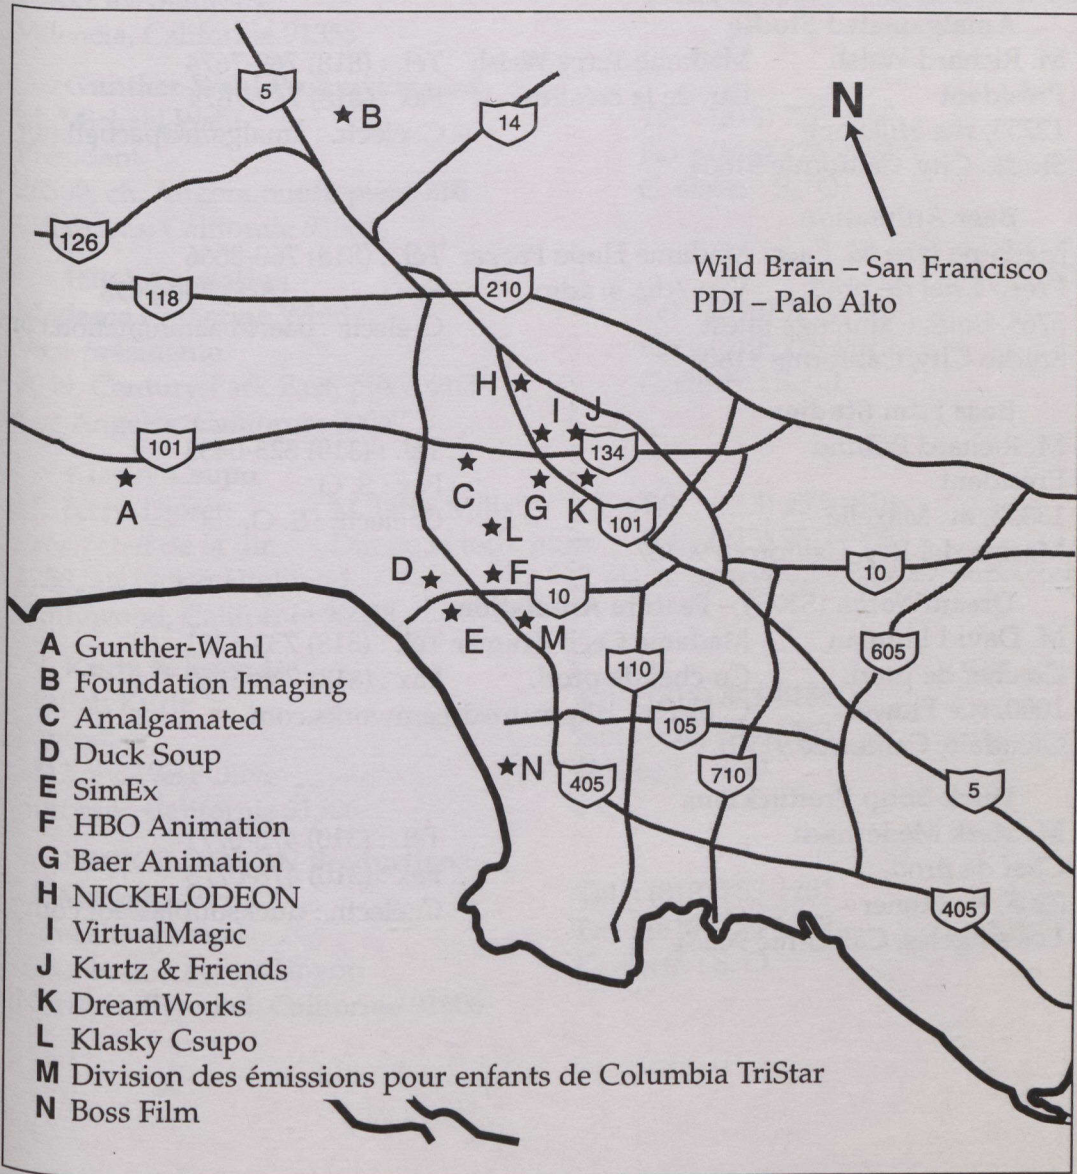 5
B
14
N
126
Wild Brain – San Francisco
PDI – Palo Alto
118
210
H
I
J
101
134
A
C
G
K
101
L
D
F
10
10
E
M
110
605
105
N
405
710
5
405
A Gunther-Wahl
B Foundation Imaging
C Amalgamated
D Duck Soup
E SimEx
F HBO Animation
G Baer Animation
H NICKELODEON
I VirtualMagic
J Kurtz & Friends
K DreamWorks
L Klasky Csupo
M Division des émissions pour enfants de Columbia TriStar
N Boss Film